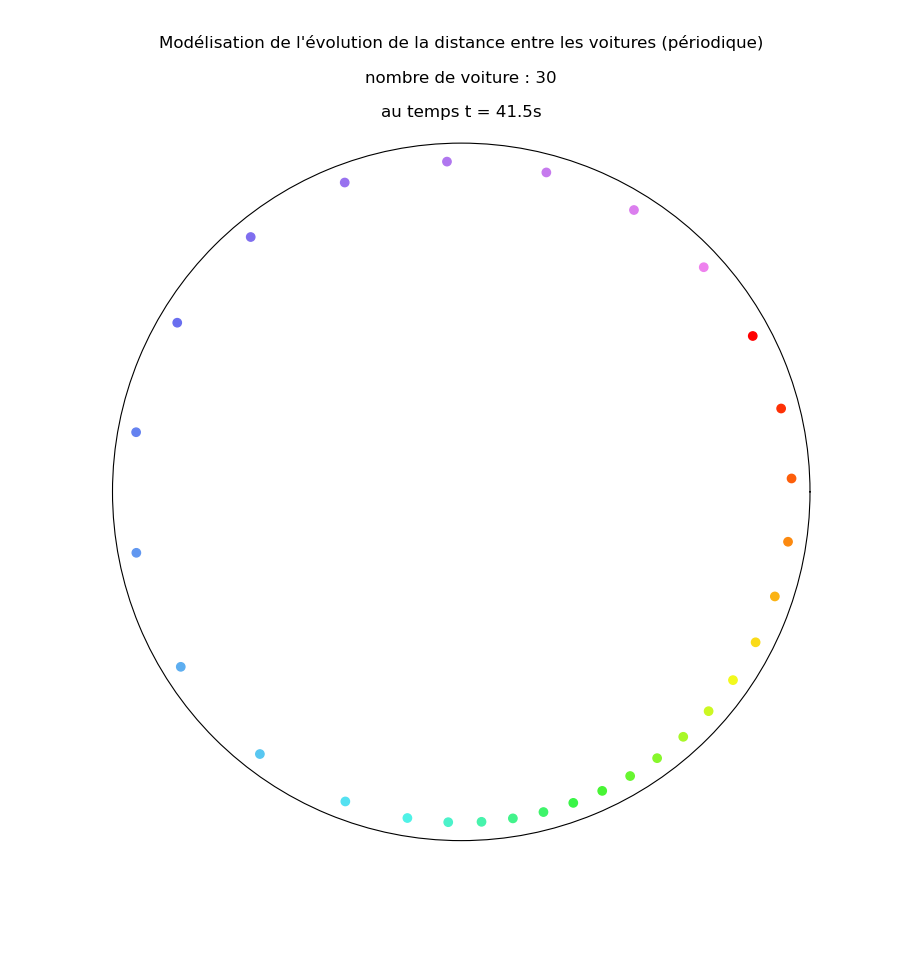 Modélisation de l'évolution de la distance entre les voitures (périodique)
nombre de voiture : 30
au temps t = 41.5s